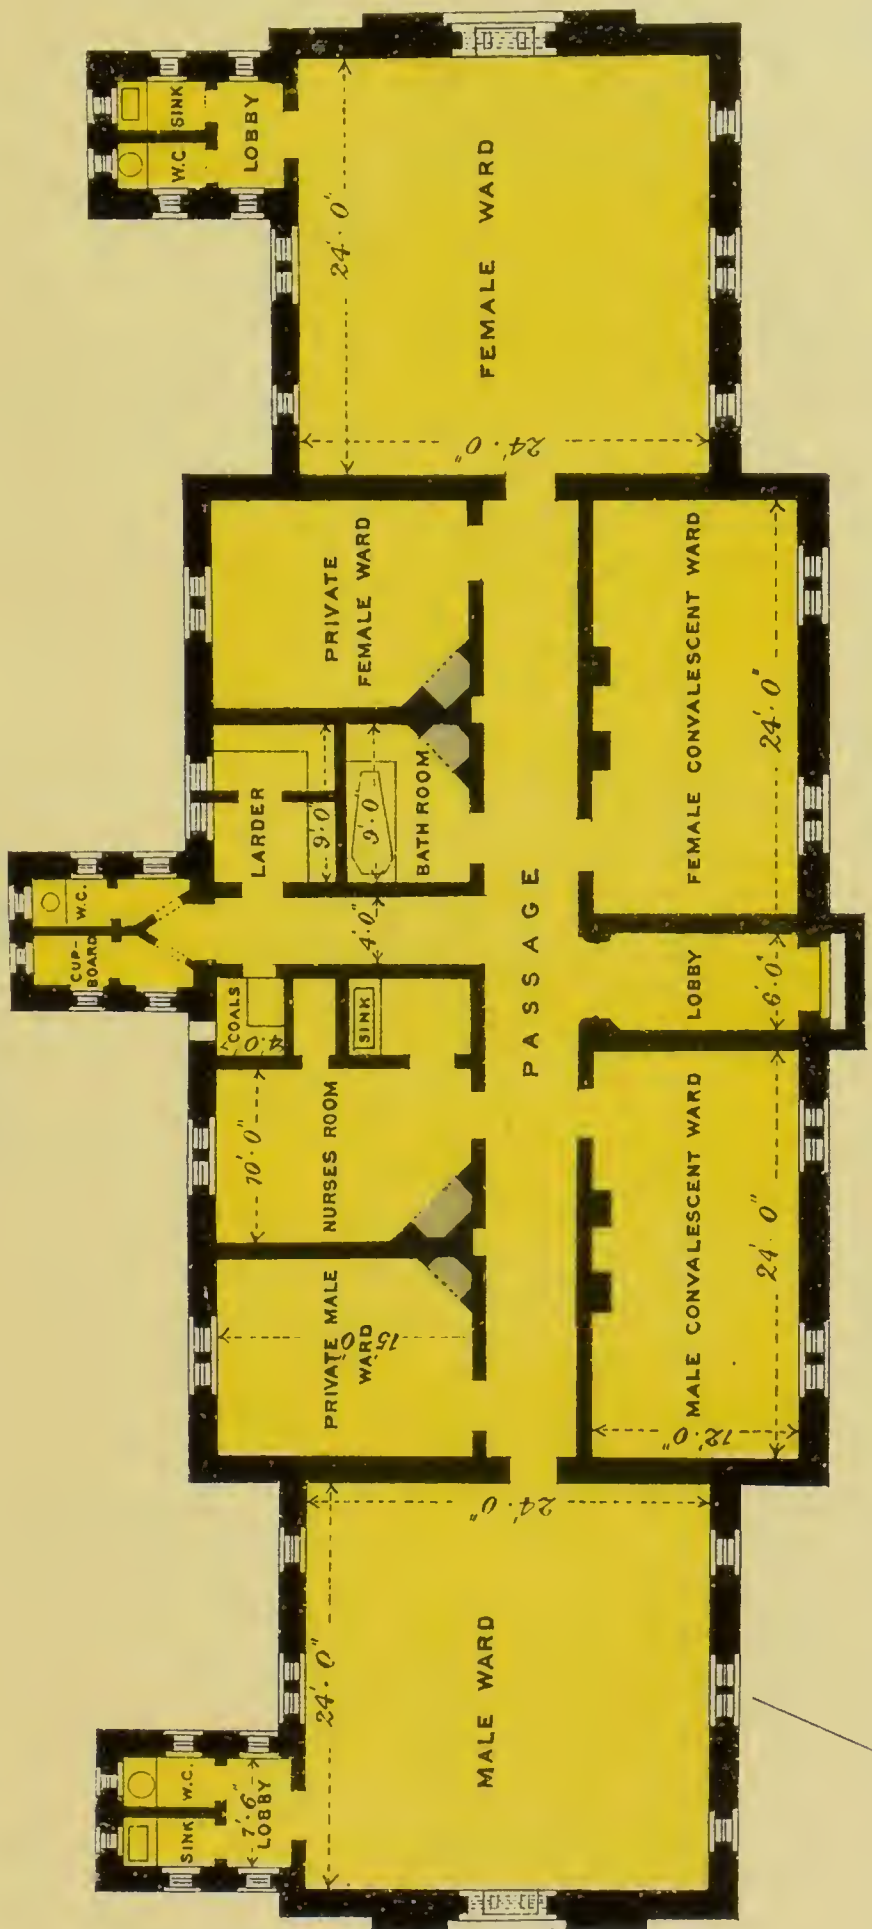 SINK
W.C.
LOBBY
7'·6"
MALE WARD
24'·0"
24'·0"
PRIVATE MALE
WARD
15'·0
NURSES ROOM
10'·0"
COALS
4·0"
SINK
CUP-
BOARD
W.C.
4'·0"
LARDER
9'·0"
BATH ROOM
9'·0
PRIVATE
FEMALE WARD
PASSAGE
MALE CONVALESCENT WARD
24'·0"
12'·0"
LOBBY
6'·0"
FEMALE CONVALESCENT WARD
24'·0"
FEMALE WARD
24'·0"
24'·0"
W.C.
SINK
LOBBY